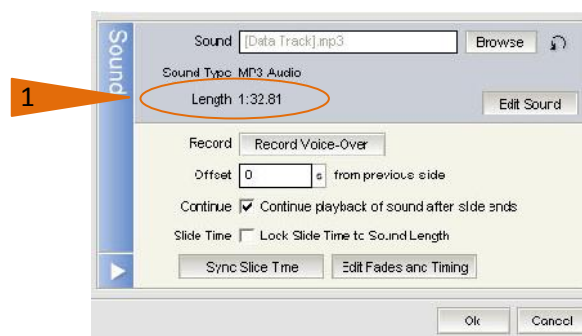 Sound
Sound [Data Track].mp3 Browse
Sound Type MP3 Audio
1
Length 1:32.81
Edit Sound
Record Record Voice-Over
Offset 0 s from previous slide
Continue Continue playback of sound after slide ends
Slide Time Lock Slide Time to Sound Length
Sync Slide Time Edit Fades and Timing
Ok Cancel